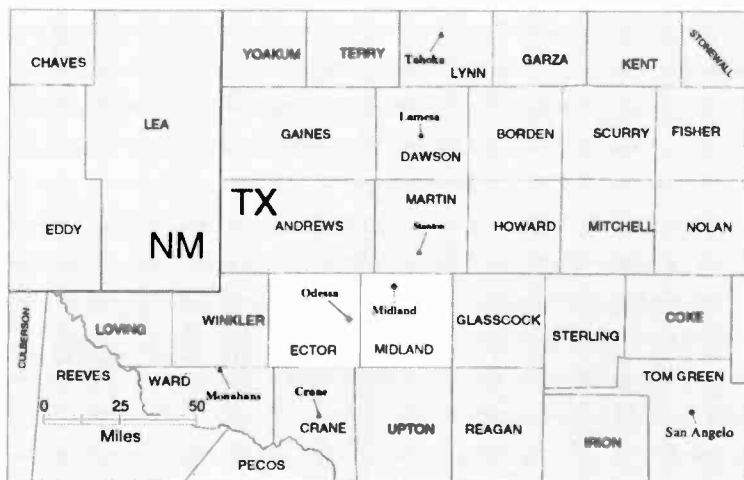 CHAVES
YOAKUM
TERRY
Tahoka
LYNN
GARZA
KENT
STONEWALL
LEA
GAINES
Lamesa
DAWSON
BORDEN
SCURRY
FISHER
EDDY
NM
TX
ANDREWS
MARTIN
Stanton
HOWARD
MITCHELL
NOLAN
CULBERSON
LOVING
WINKLER
Odessa
ECTOR
Midland
MIDLAND
GLASSCOCK
STERLING
COKE
REEVES
WARD
Monahans
Crane
CRANE
UPTON
REAGAN
IRION
TOM GREEN
San Angelo
0 25 50
Miles
PECOS